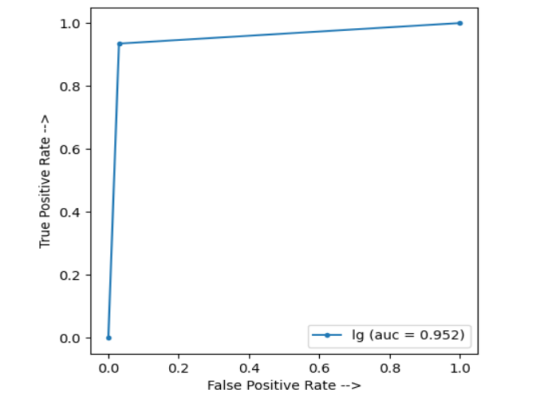 1.0
0.8
0.6
0.4
0.2
0.0
True Positive Rate -->
lg (auc = 0.952)
0.0 0.2 0.4 0.6 0.8 1.0
False Positive Rate -->